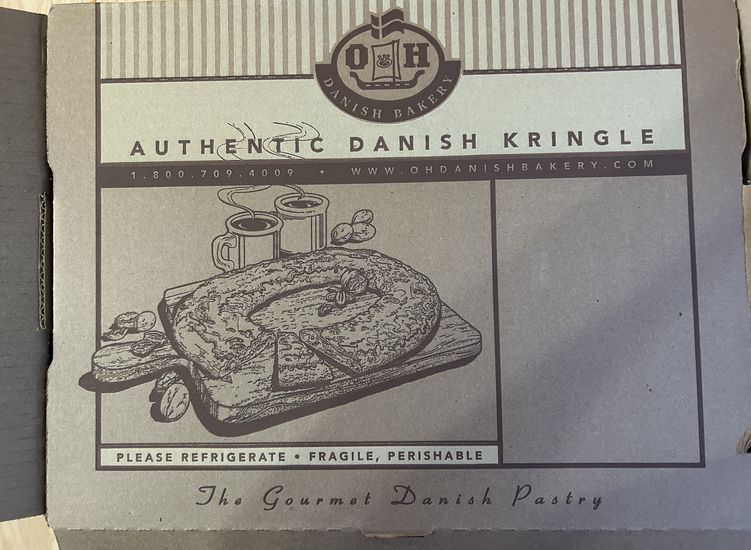 O H
DANISH BAKERY
AUTHENTIC DANISH KRINGLE
1.800.709.4009 • WWW.OHDANISHBAKERY.COM
PLEASE REFRIGERATE • FRAGILE, PERISHABLE
The Gourmet Danish Pastry